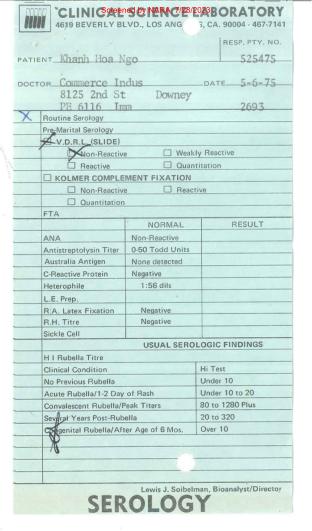 Screened by NARA, 7/28/2023
"CLINICAL SCIENCE LABORATORY
4619 BEVERLY BLVD., LOS ANG S, CA. 90004 - 467-7141
RESP. PTY. NO.
PATIENT Khanh Hoa Ngo 525475
DOCTOR Commerce Indus DATE 5-6-75
8125 2nd St Downey
PE 6116 Imm 2693
X Routine Serology
Pre-Marital Serology
V.D.R.L. (SLIDE)
Non-Reactive Weakly Reactive
Reactive Quantitation
KOLMER COMPLEMENT FIXATION
Non-Reactive Reactive
Quantitation
FTA
NORMAL RESULT
ANA Non-Reactive
Antistreptolysin Titer 0-50 Todd Units
Australia Antigen None detected
C-Reactive Protein Negative
Heterophile 1:56 dils
L.E. Prep.
R.A. Latex Fixation Negative
R.H. Titre Negative
Sickle Cell
USUAL SEROLOGIC FINDINGS
H I Rubella Titre
Clinical Condition Hi Test
No Previous Rubella Under 10
Acute Rubella/1-2 Day of Rash Under 10 to 20
Convalescent Rubella/Peak Titers 80 to 1280 Plus
Several Years Post-Rubella 20 to 320
Congenital Rubella/After Age of 6 Mos. Over 10
Lewis J. Soibelman, Bioanalyst/Director
SEROLOGY